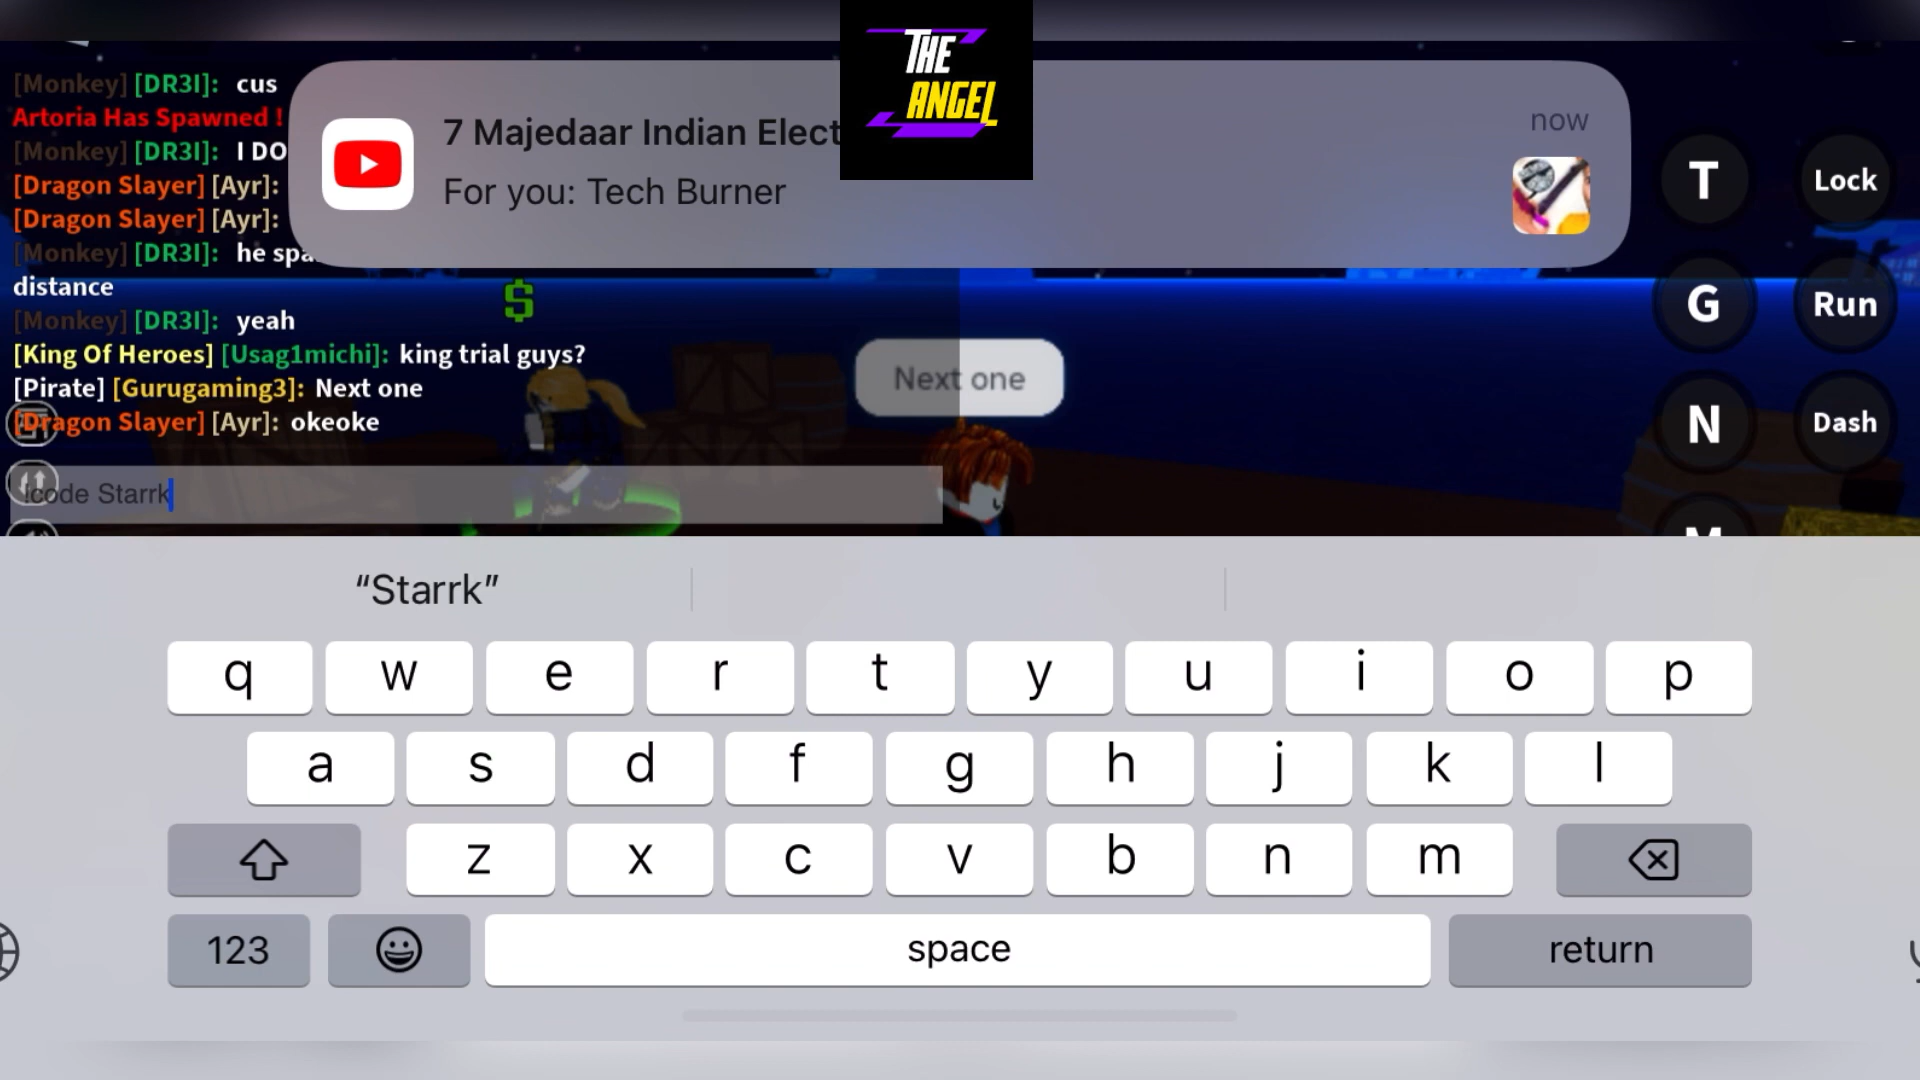 THE
ANGEL
[Monkey] [DR3I]: cus
Artoria Has Spawned !
[Monkey] [DR3I]: I DO
[Dragon Slayer] [Ayr]:
[Dragon Slayer] [Ayr]:
[Monkey] [DR3I]: he spa
distance
[Monkey] [DR3I]: yeah
[King Of Heroes] [Usag1michi]: king trial guys?
[Pirate] [Gurugaming3]: Next one
[Dragon Slayer] [Ayr]: okeoke
7 Majedaar Indian Elect
For you: Tech Burner
now
$
Next one
T
Lock
G
Run
N
Dash
M
!code Starrk
“Starrk”
q w e r t y u i o p
a s d f g h j k l
z x c v b n m
123
space
return